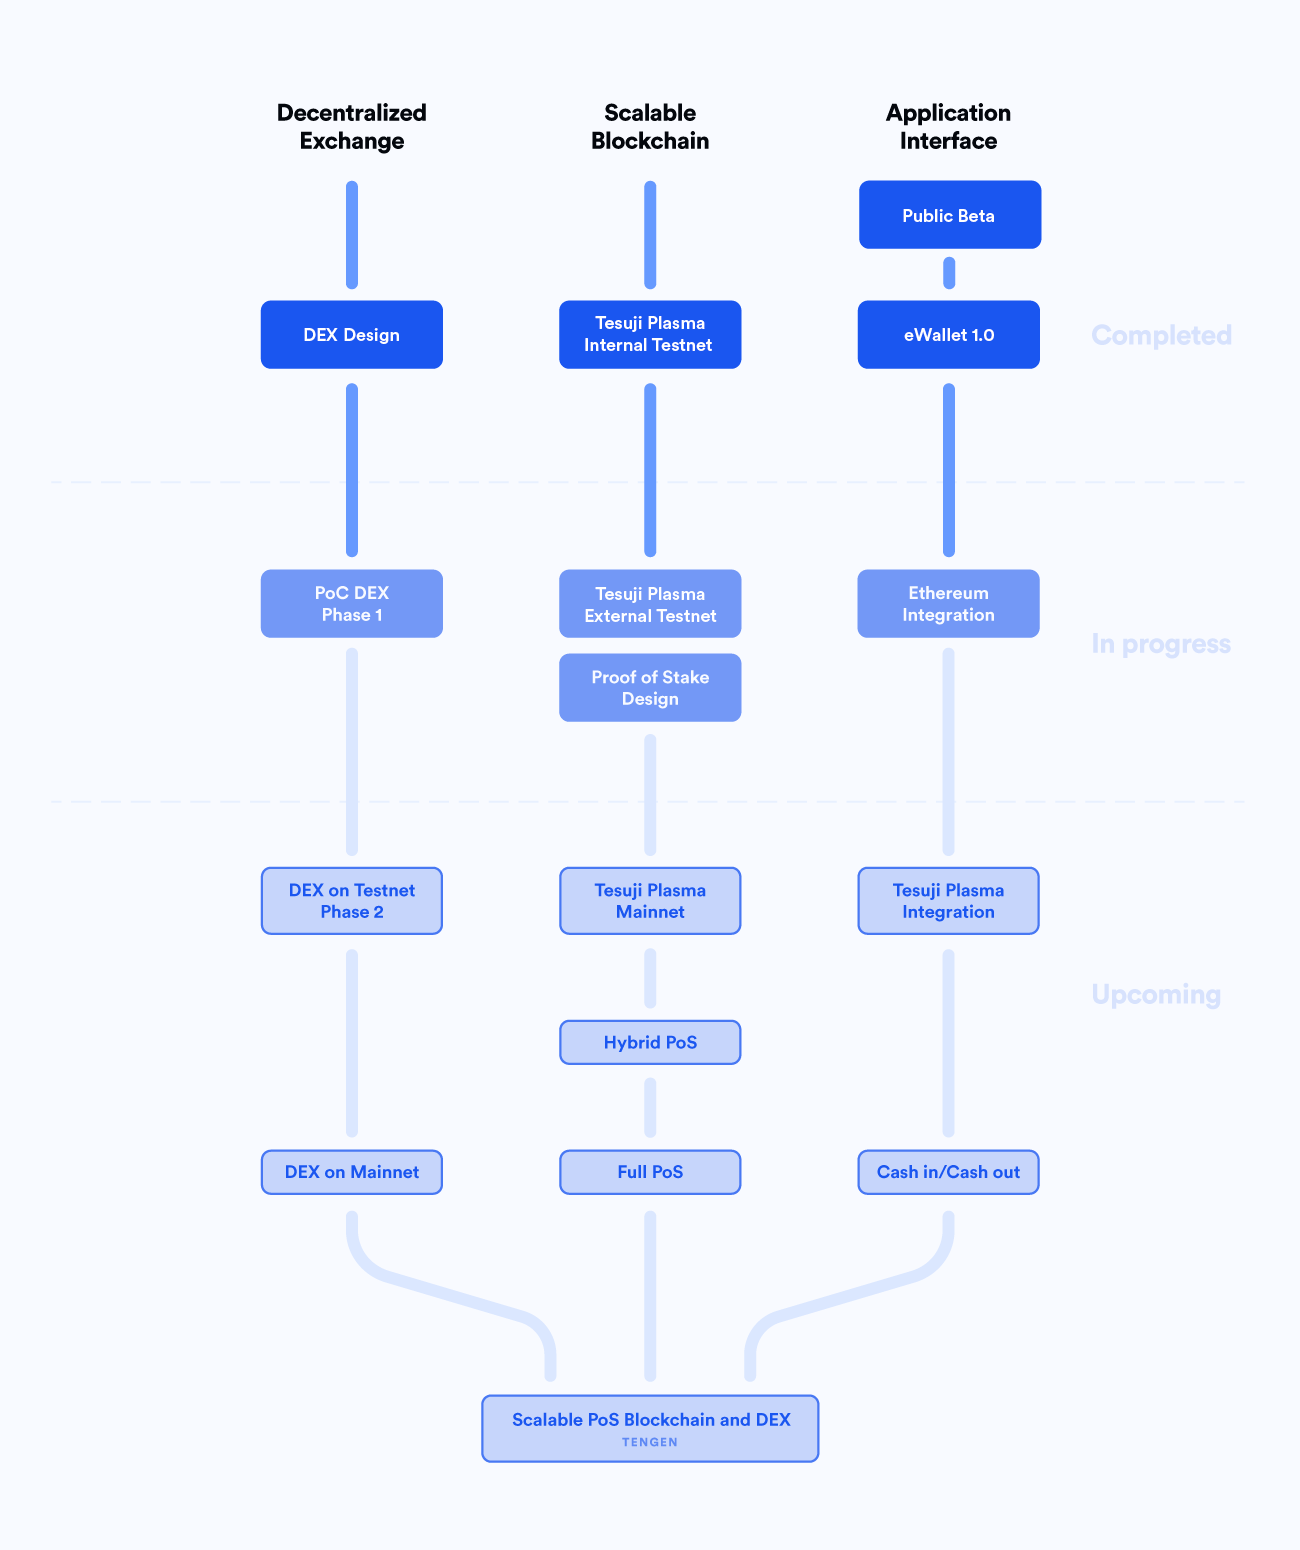 Decentralized
Exchange
Scalable
Blockchain
Application
Interface
Public Beta
DEX Design
Tesuji Plasma
Internal Testnet
eWallet 1.0
Completed
PoC DEX
Phase 1
Tesuji Plasma
External Testnet
Ethereum
Integration
In progress
Proof of Stake
Design
DEX on Testnet
Phase 2
Tesuji Plasma
Mainnet
Tesuji Plasma
Integration
Upcoming
Hybrid PoS
DEX on Mainnet
Full PoS
Cash in/Cash out
Scalable PoS Blockchain and DEX
TENGEN